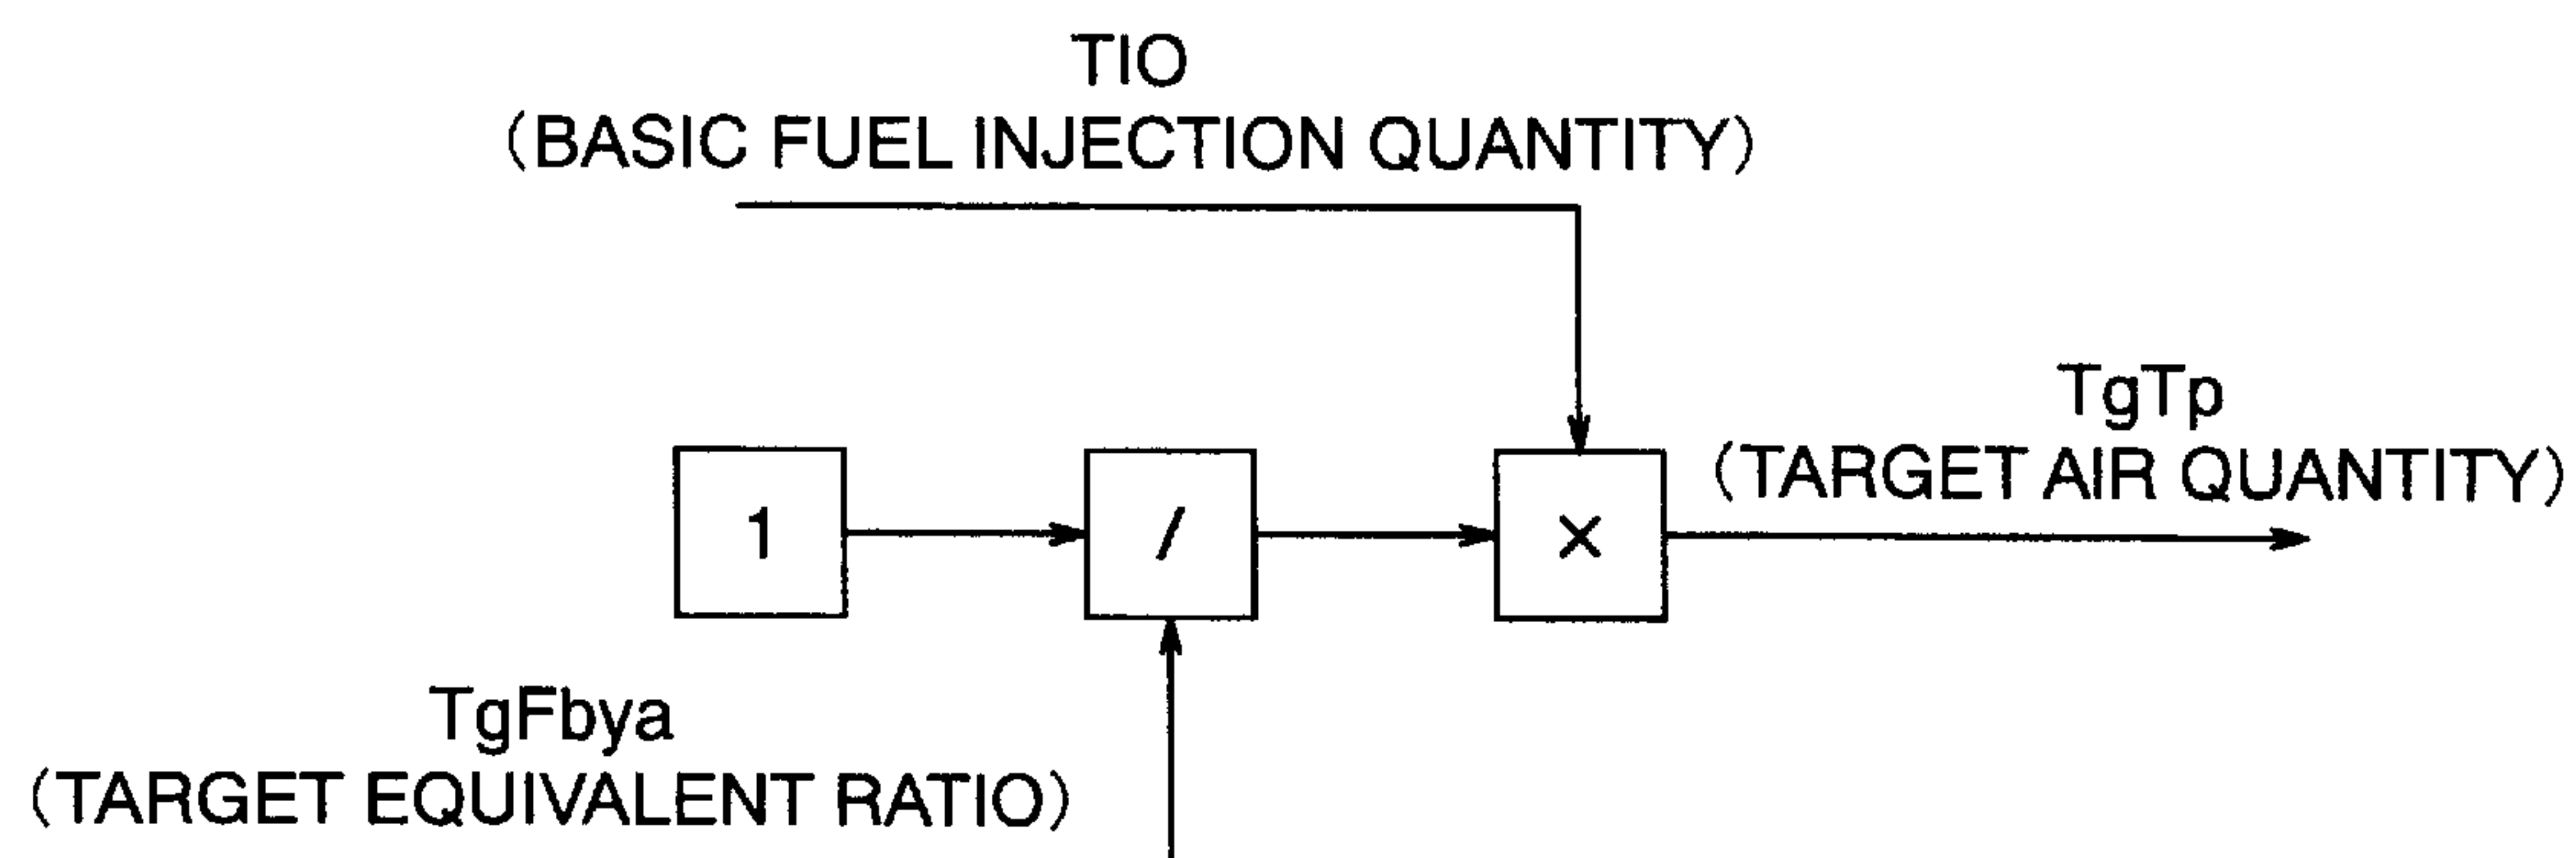 TIO
(BASIC FUEL INJECTION QUANTITY)
TgTp
(TARGET AIR QUANTITY)
1
/
×
TgFbya
(TARGET EQUIVALENT RATIO)